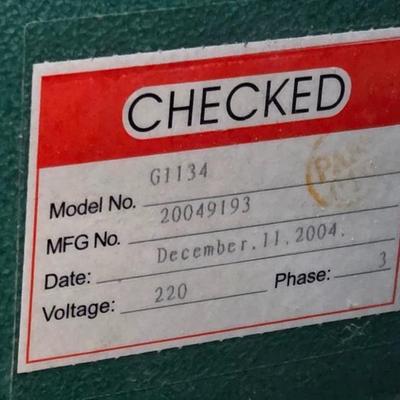 CHECKED
Model No. G1134
MFG No. 20049193
Date: December.11.2004.
Voltage: 220 Phase: 3